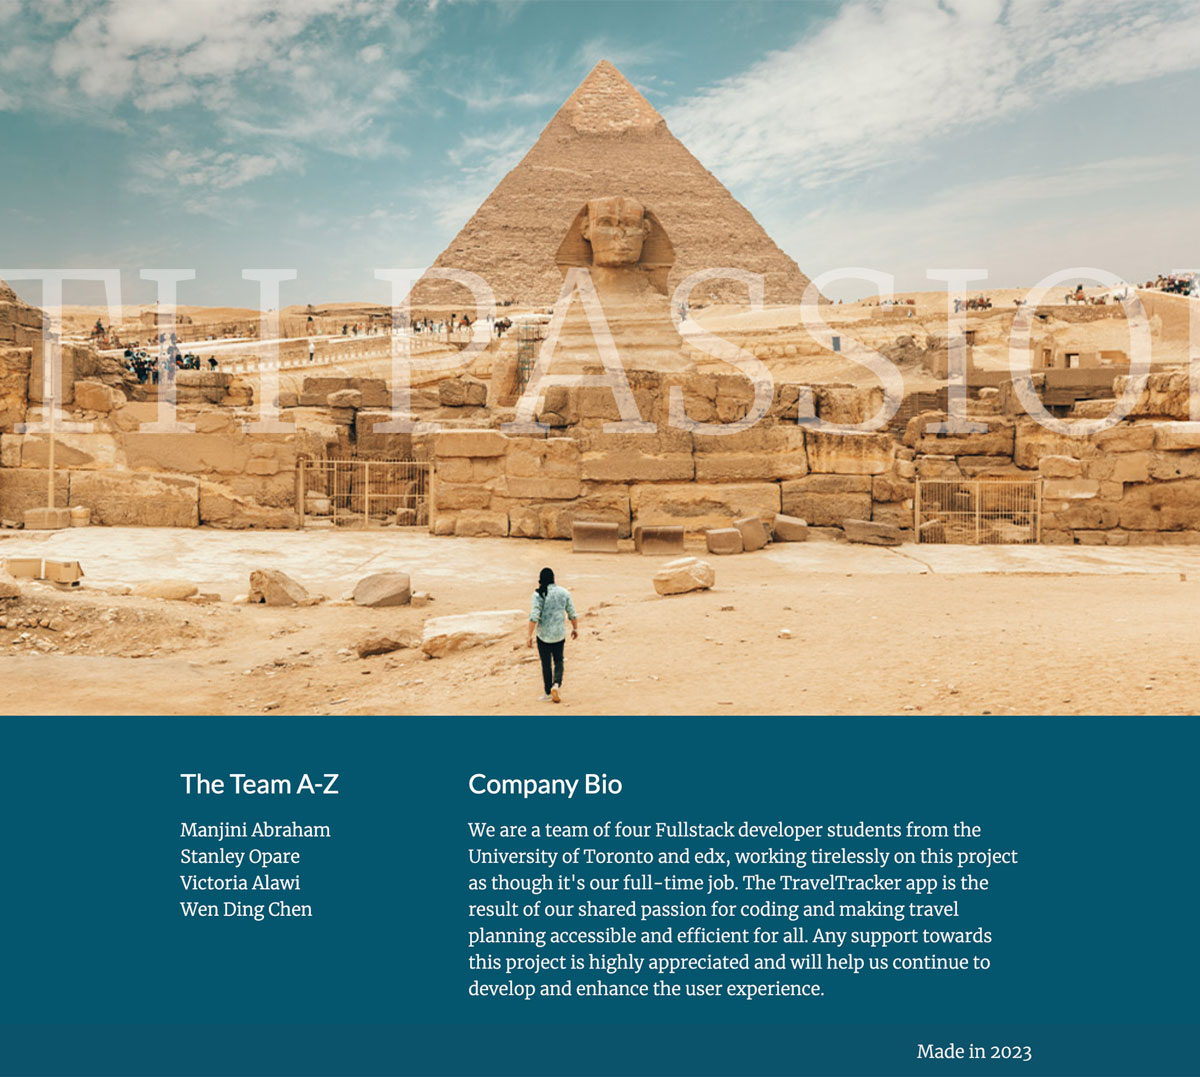 TH PASSIO
The Team A-Z
Manjini Abraham
Stanley Opare
Victoria Alawi
Wen Ding Chen
Company Bio
We are a team of four Fullstack developer students from the
University of Toronto and edx, working tirelessly on this project
as though it's our full-time job. The TravelTracker app is the
result of our shared passion for coding and making travel
planning accessible and efficient for all. Any support towards
this project is highly appreciated and will help us continue to
develop and enhance the user experience.
Made in 2023